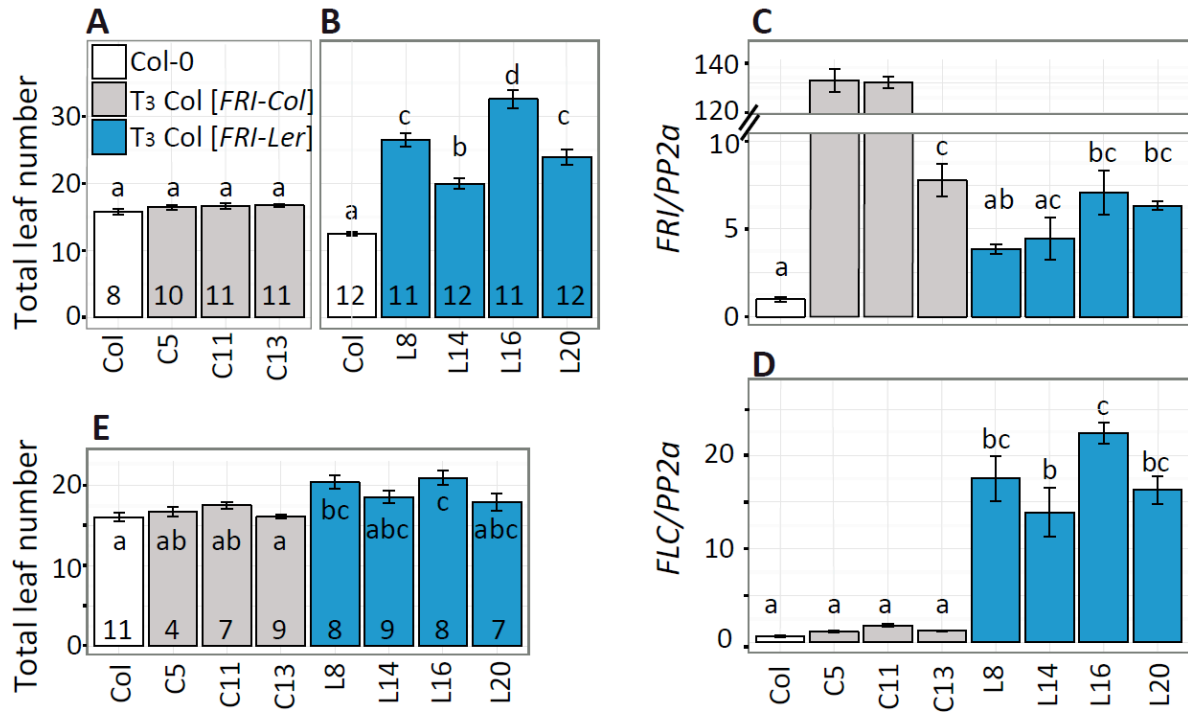 A
Total leaf number
30
20
10
0
Col-0
T3 Col [FRI-Col]
T3 Col [FRI-Ler]
a a a a
8 10 11 11
Col C5 C11 C13
B
a c b d c
12 11 12 11 12
Col L8 L14 L16 L20
C
FRI/PP2a
140
120
10
5
0
a c ab ac bc bc
D
FLC/PP2a
20
10
0
a a a a bc b c bc
Col C5 C11 C13 L8 L14 L16 L20
E
Total leaf number
20
10
0
a ab ab a bc abc c abc
11 4 7 9 8 9 8 7
Col C5 C11 C13 L8 L14 L16 L20